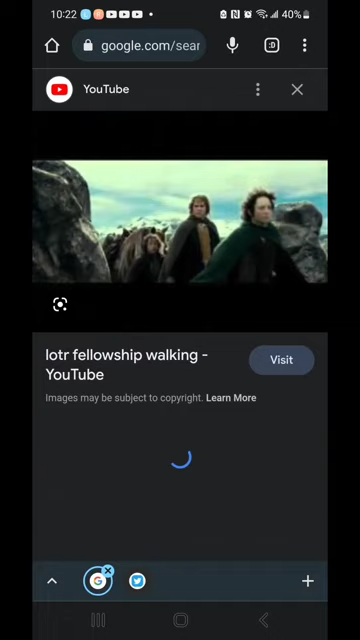 10:22
40%
google.com/sear
:D
YouTube
lotr fellowship walking -
YouTube
Visit
Images may be subject to copyright. Learn More